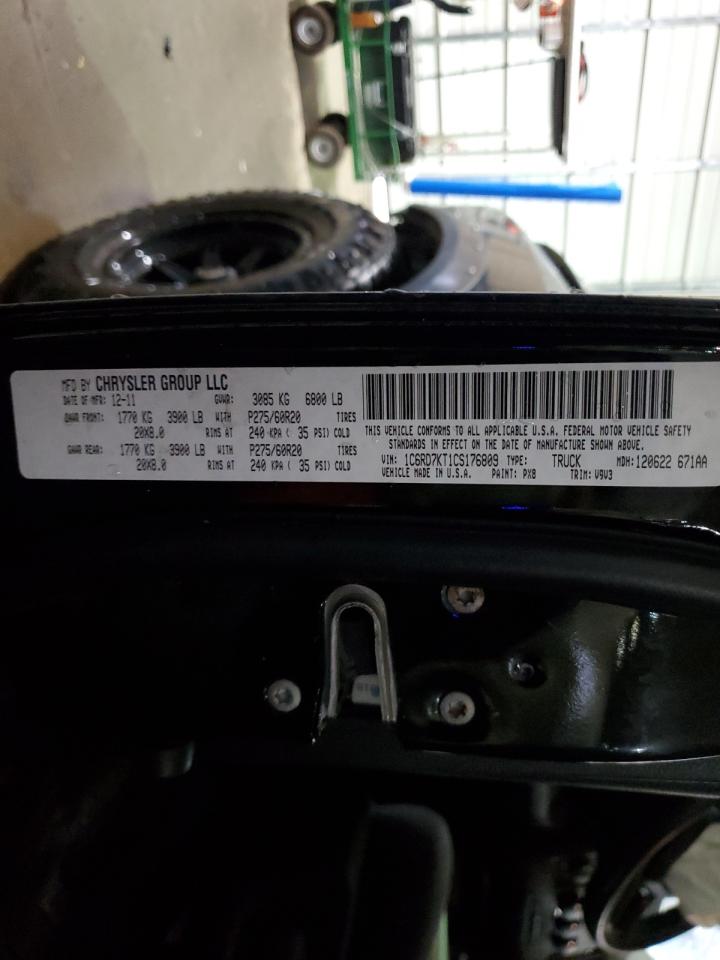 MFD BY CHRYSLER GROUP LLC
DATE OF MFR: 12-11 GVWR: 3085 KG 6800 LB
GAWR FRONT: 1770 KG 3900 LB WITH P275/60R20 TIRES
20X8.0 RIMS AT 240 KPA ( 35 PSI) COLD
GAWR REAR: 1770 KG 3900 LB WITH P275/60R20 TIRES
20X8.0 RIMS AT 240 KPA ( 35 PSI) COLD
THIS VEHICLE CONFORMS TO ALL APPLICABLE U.S.A. FEDERAL MOTOR VEHICLE SAFETY
STANDARDS IN EFFECT ON THE DATE OF MANUFACTURE SHOWN ABOVE.
VIN: 1C6RD7KT1CS176809 TYPE: TRUCK MDH: 120622 671AA
VEHICLE MADE IN U.S.A. PAINT: PX8 TRIM: V9V3